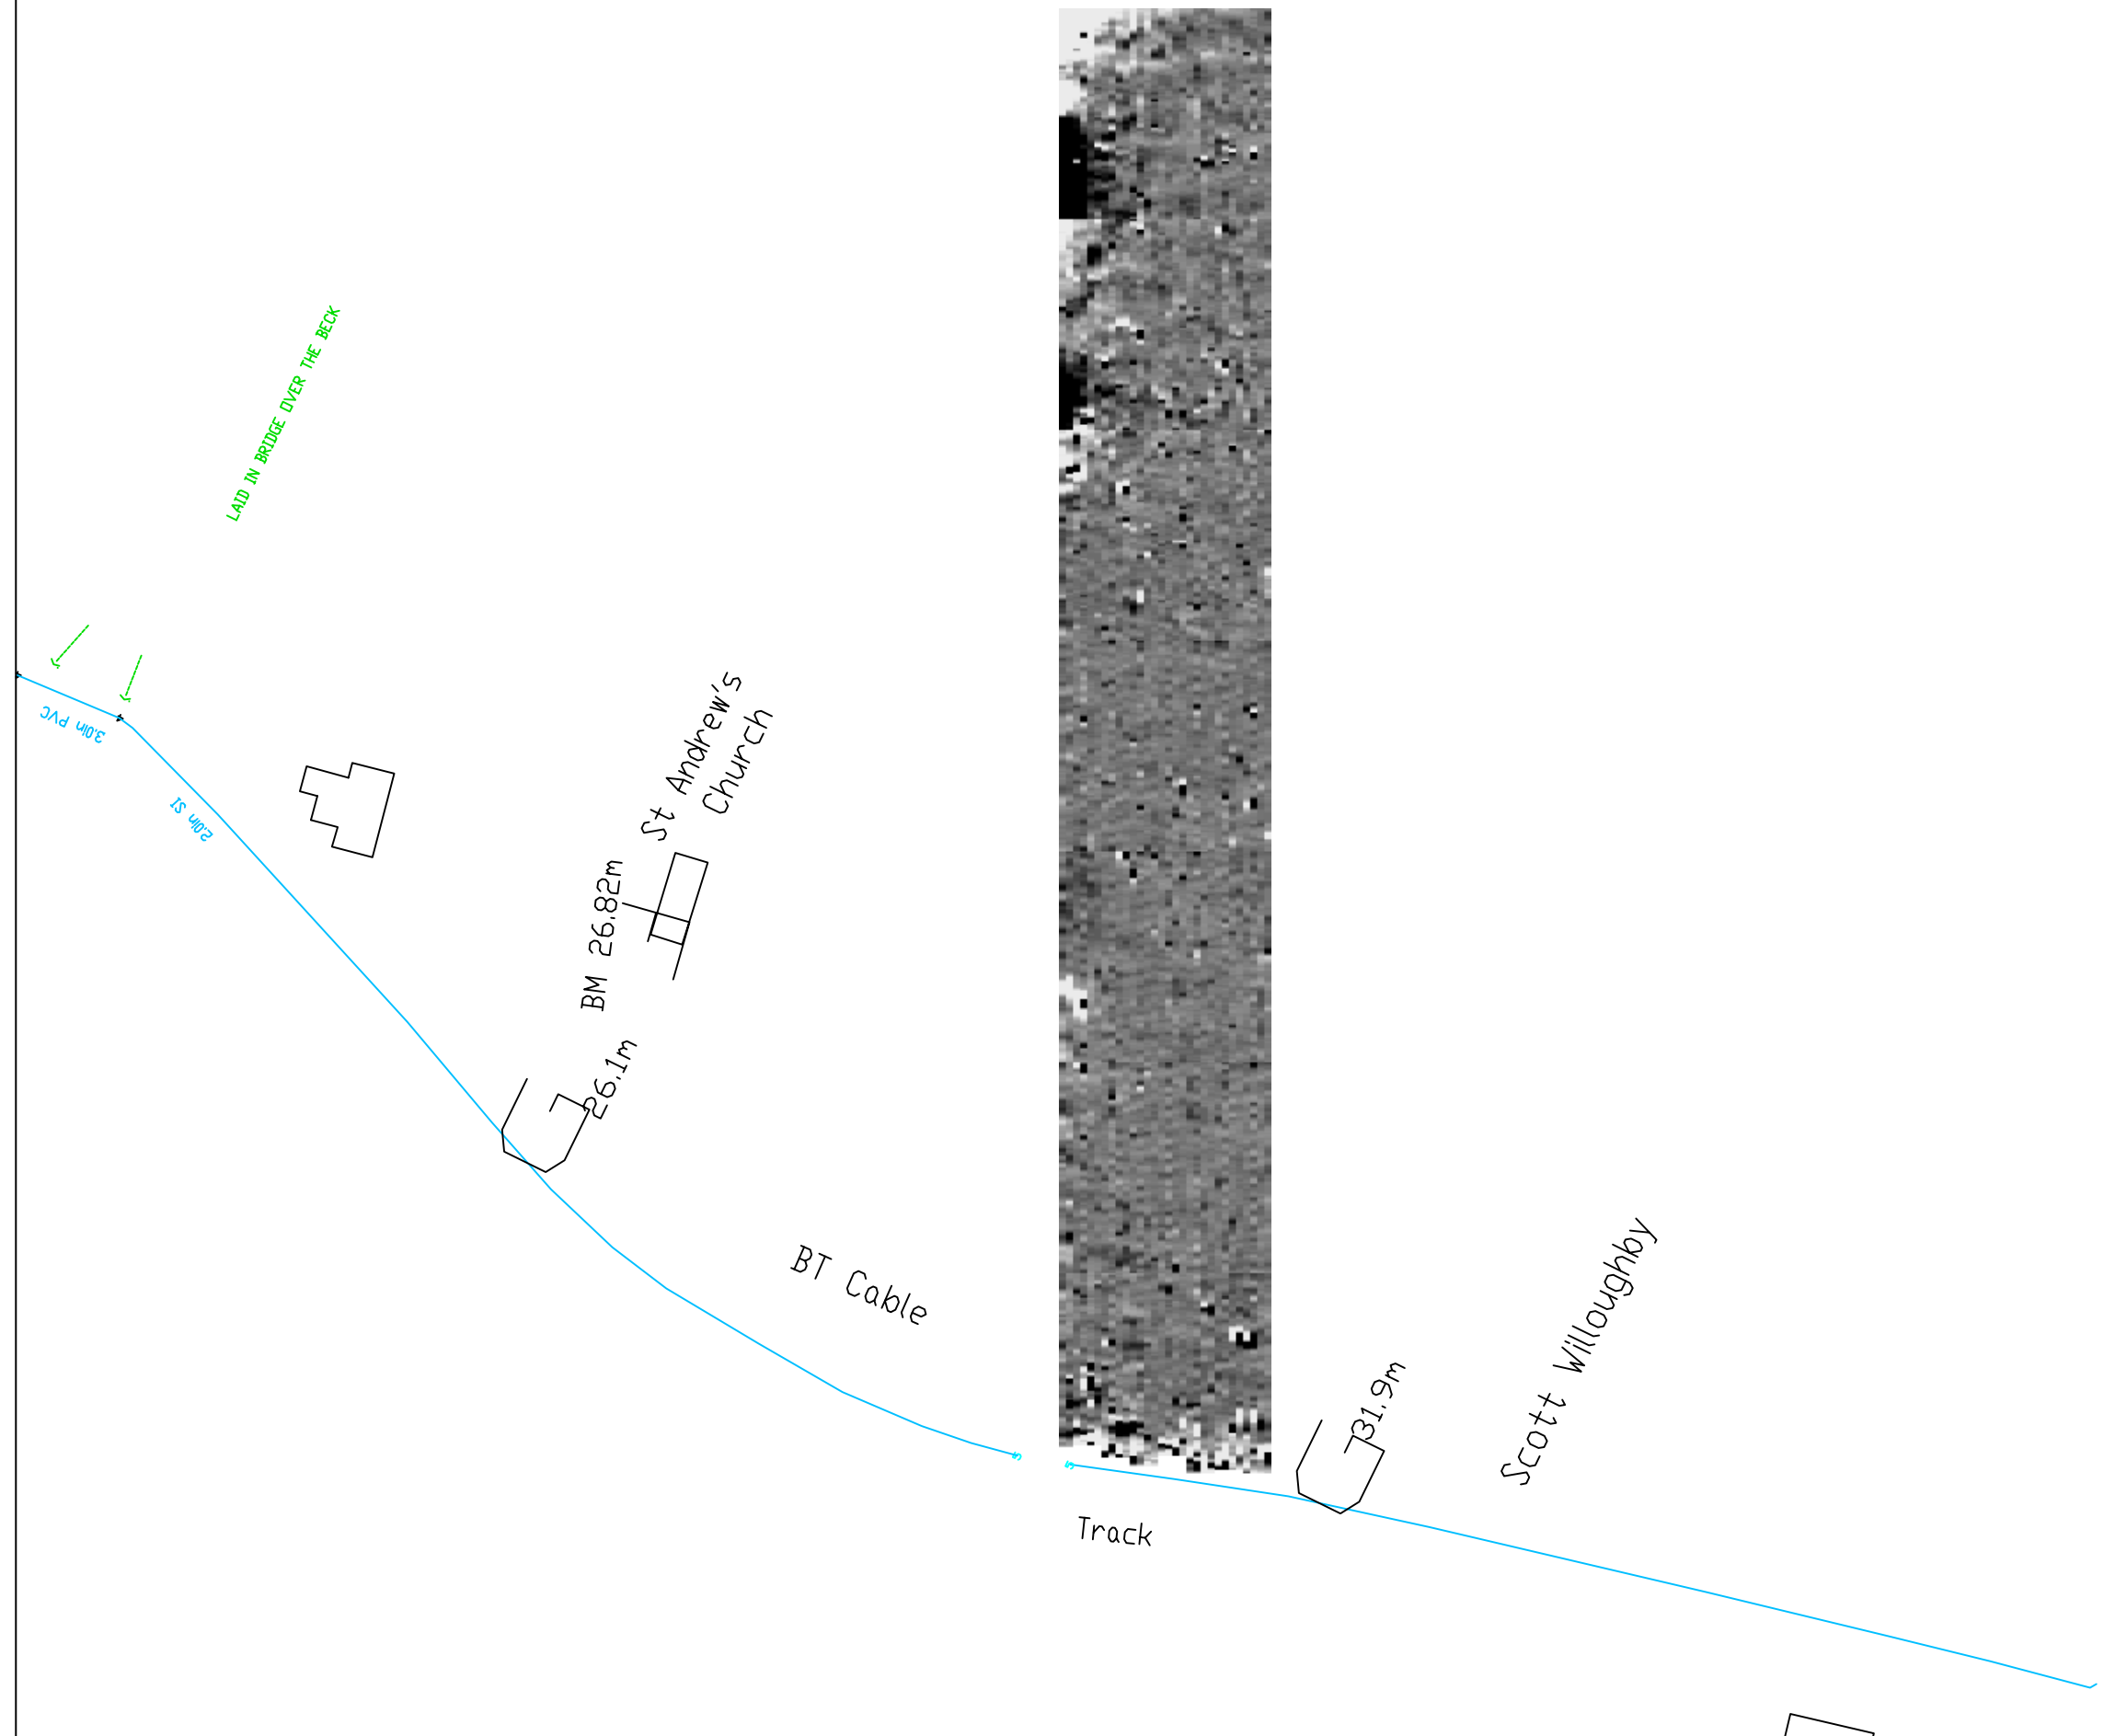 LAID IN BRIDGE OVER THE BECK
3.0in PVC
2.0in SI
St Andrew's
Church
BM 26.82m
26.1m
BT Cable
31.9m
Scott Willoughby
Track